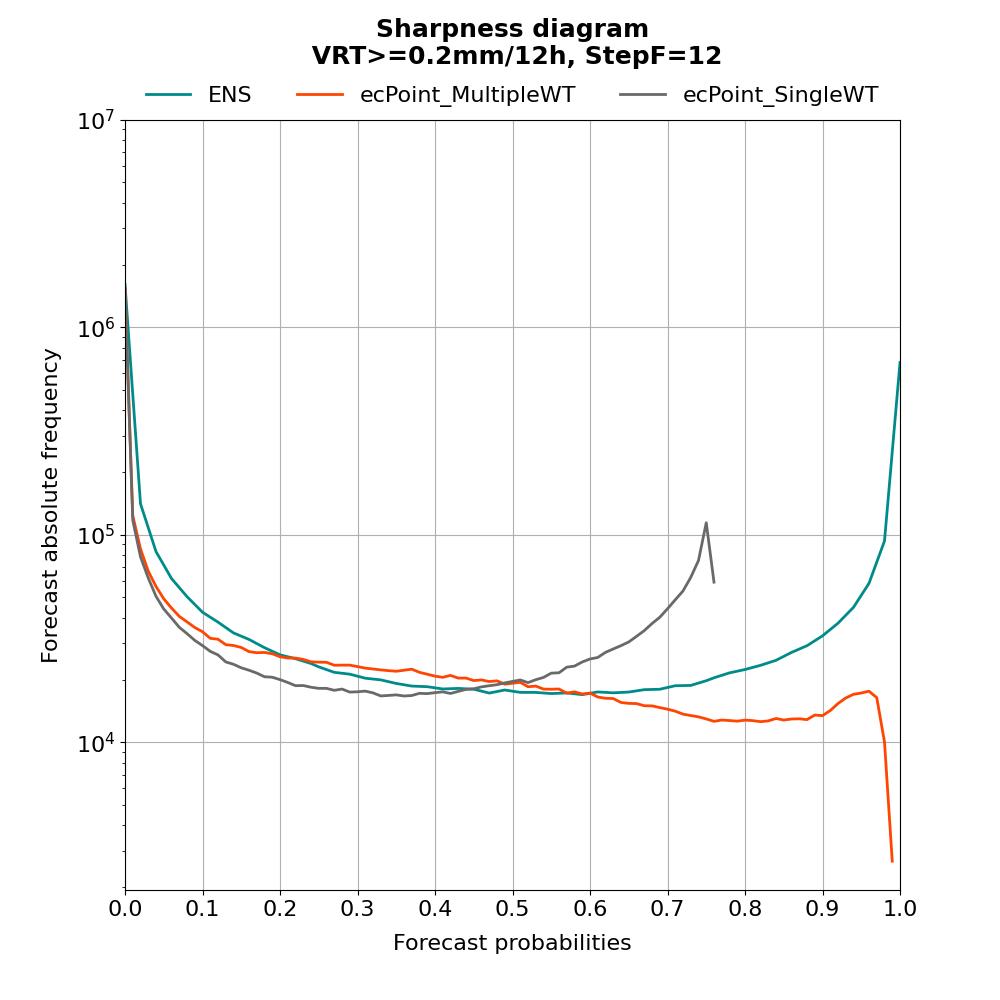 Sharpness diagram
VRT>=0.2mm/12h, StepF=12
ENS ecPoint_MultipleWT ecPoint_SingleWT
10^7
10^6
10^5
10^4
Forecast absolute frequency
0.0 0.1 0.2 0.3 0.4 0.5 0.6 0.7 0.8 0.9 1.0
Forecast probabilities